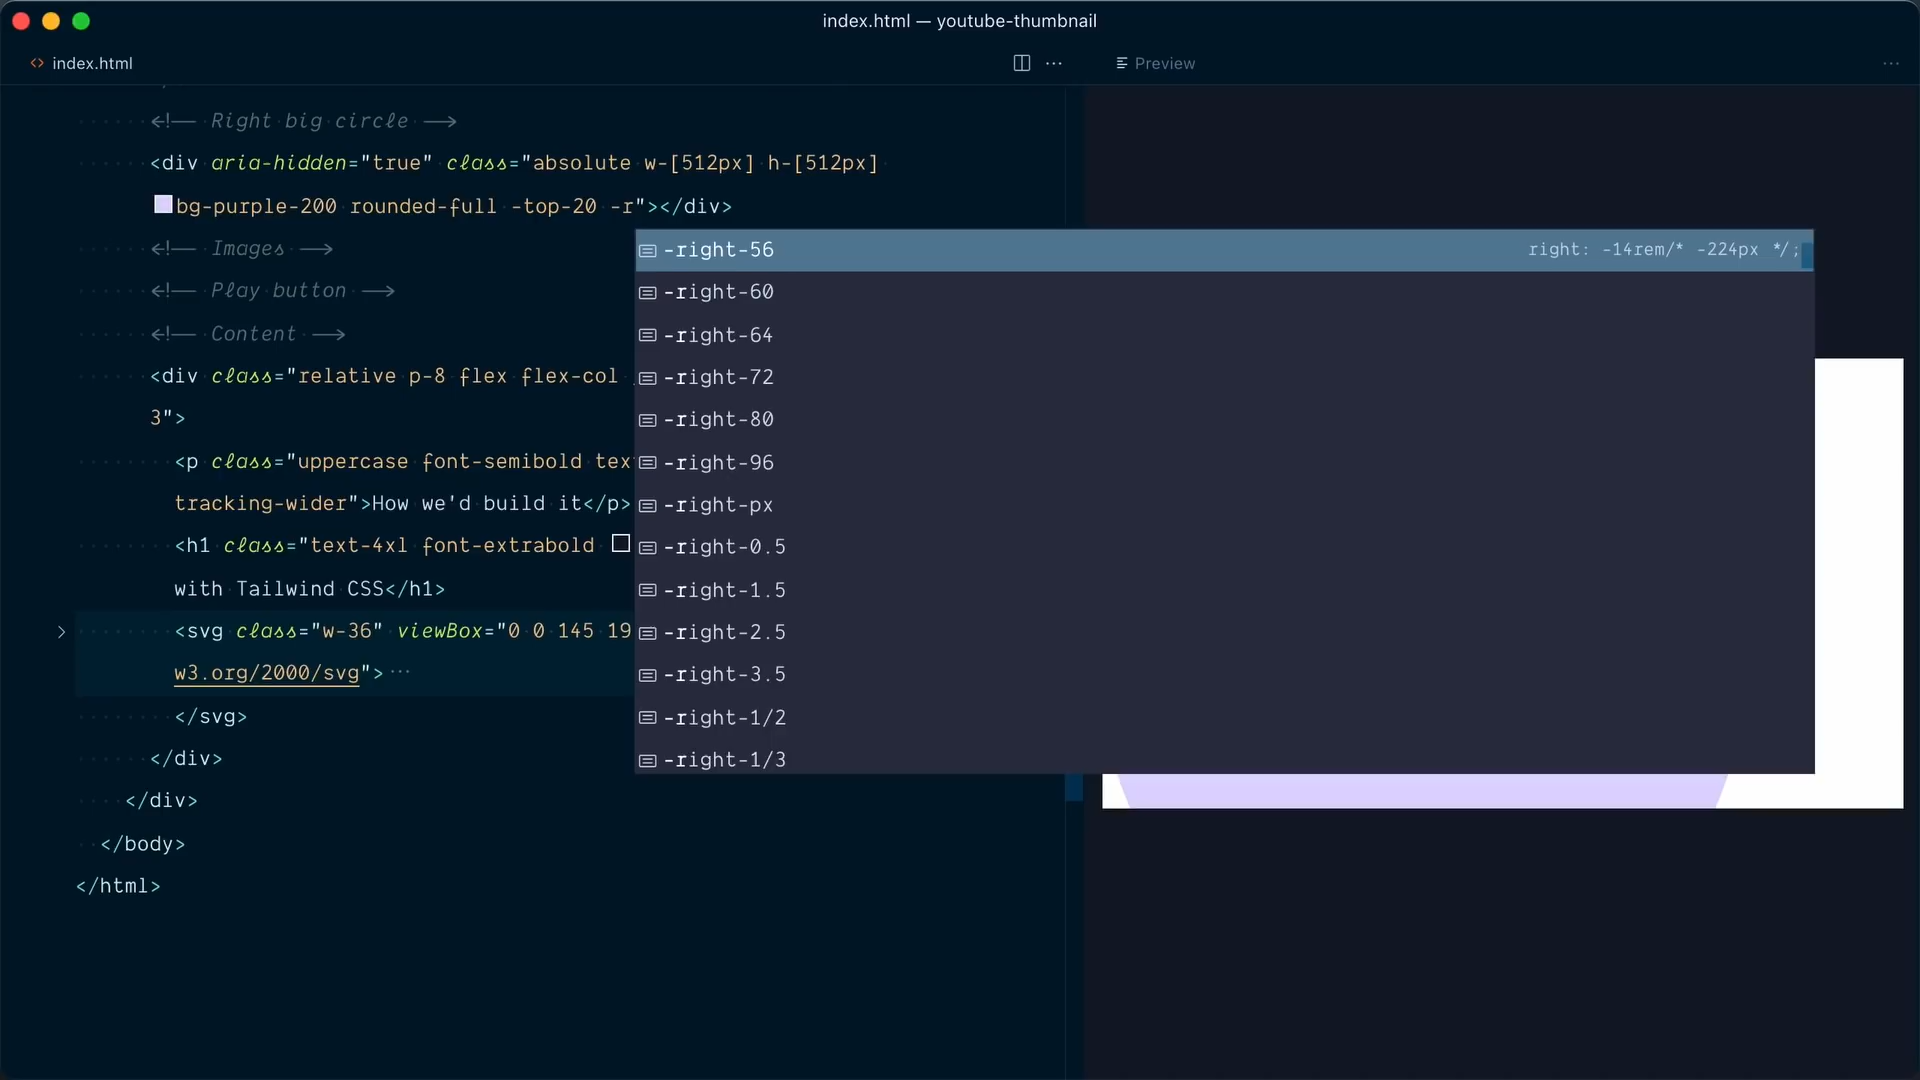 index.html — youtube-thumbnail
<> index.html
Preview
<!-- Right big circle -->
<div aria-hidden="true" class="absolute w-[512px] h-[512px]
bg-purple-200 rounded-full -top-20 -r"></div>
-right-56 right: -14rem/* -224px */;
<!-- Images -->
-right-60
<!-- Play button -->
-right-64
<!-- Content -->
-right-72
<div class="relative p-8 flex flex-col
-right-80
3">
-right-96
<p class="uppercase font-semibold tex
-right-px
tracking-wider">How we'd build it</p>
-right-0.5
<h1 class="text-4xl font-extrabold
-right-1.5
with Tailwind CSS</h1>
-right-2.5
<svg class="w-36" viewBox="0 0 145 19
-right-3.5
w3.org/2000/svg">...
-right-1/2
</svg>
-right-1/3
</div>
</div>
</body>
</html>